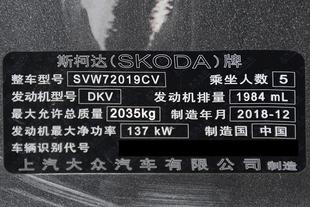 斯柯达(SKODA)牌
整车型号 SVW72019CV 乘坐人数 5
发动机型号 DKV 发动机排量 1984 mL
最大允许总质量 2035kg 制造年月 2018-12
发动机最大净功率 137 kW 制造国 中国
车辆识别代号
上汽大众汽车有限公司 制造